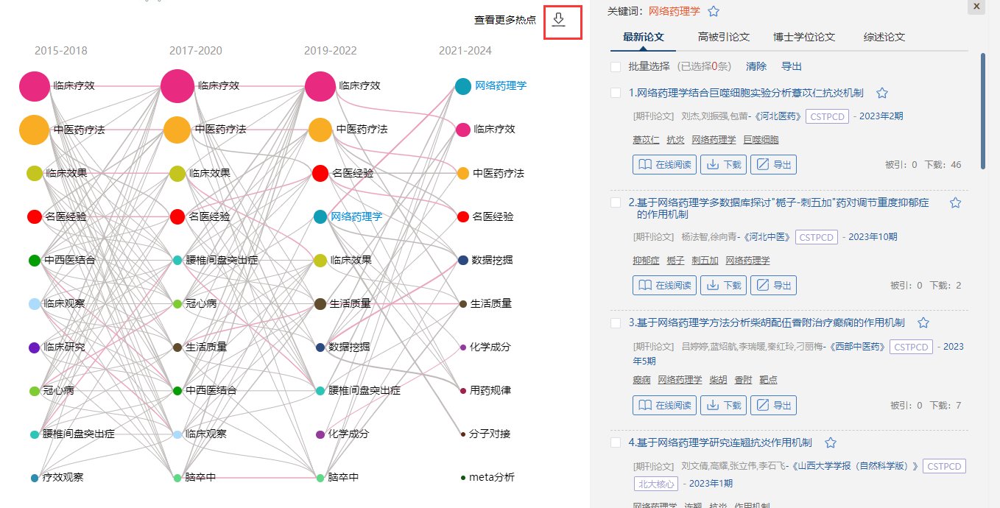 查看更多热点
2015-2018 2017-2020 2019-2022 2021-2024
临床疗效 临床疗效 临床疗效 网络药理学
中医药疗法 中医药疗法 中医药疗法 临床疗效
临床效果 临床效果 名医经验 中医药疗法
名医经验 名医经验 网络药理学 名医经验
中西医结合 腰椎间盘突出症 临床效果 数据挖掘
临床观察 冠心病 生活质量 生活质量
临床研究 生活质量 数据挖掘 化学成分
冠心病 中西医结合 腰椎间盘突出症 用药规律
腰椎间盘突出症 临床观察 化学成分 分子对接
疗效观察 脑卒中 脑卒中 meta分析
关键词：网络药理学
x
最新论文 高被引论文 博士学位论文 综述论文
批量选择 (已选择0条) 清除 导出
1.网络药理学结合巨噬细胞实验分析薏苡仁抗炎机制
[期刊论文] 刘杰,刘振强,包蕾-《河北医药》 CSTPCD - 2023年2期
薏苡仁 抗炎 网络药理学 巨噬细胞
在线阅读 下载 导出 被引：0 下载：46
2.基于网络药理学多数据库探讨"栀子-刺五加"药对调节重度抑郁症
的作用机制
[期刊论文] 杨法智,徐向青-《河北中医》 CSTPCD - 2023年10期
抑郁症 栀子 刺五加 网络药理学
在线阅读 下载 导出 被引：0 下载：2
3.基于网络药理学方法分析柴胡配伍香附治疗癫痫的作用机制
[期刊论文] 吕婷婷,蓝绍航,李瑞暖,秦红玲,刁丽梅-《西部中医药》 CSTPCD - 2023
年5期
癫痫 网络药理学 柴胡 香附 靶点
在线阅读 下载 导出 被引：0 下载：7
4.基于网络药理学研究连翘抗炎作用机制
[期刊论文] 刘文倩,高耀,张立伟,李石飞-《山西大学学报（自然科学版）》 CSTPCD
北大核心 - 2023年1期
网络药理学 连翘 抗炎 作用机制